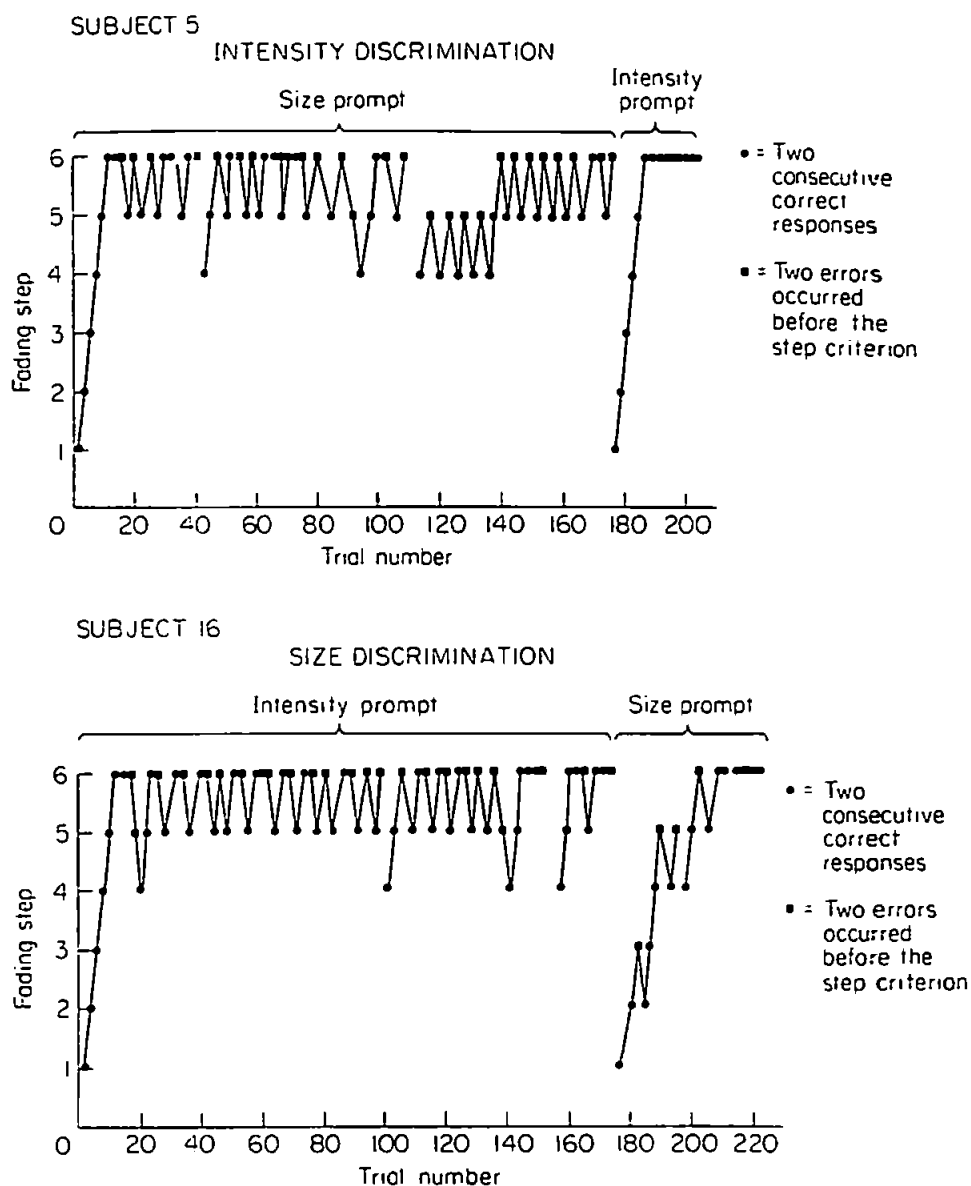 SUBJECT 5
INTENSITY DISCRIMINATION
Size prompt
Intensity
prompt
6
5
4
3
2
1
0
Fading step
20 40 60 80 100 120 140 160 180 200
Trial number
• = Two
consecutive
correct
responses
▪ = Two errors
occurred
before the
step criterion
SUBJECT 16
SIZE DISCRIMINATION
Intensity prompt
Size prompt
6
5
4
3
2
1
0
Fading step
20 40 60 80 100 120 140 160 180 200 220
Trial number
• = Two
consecutive
correct
responses
▪ = Two errors
occurred
before the
step criterion